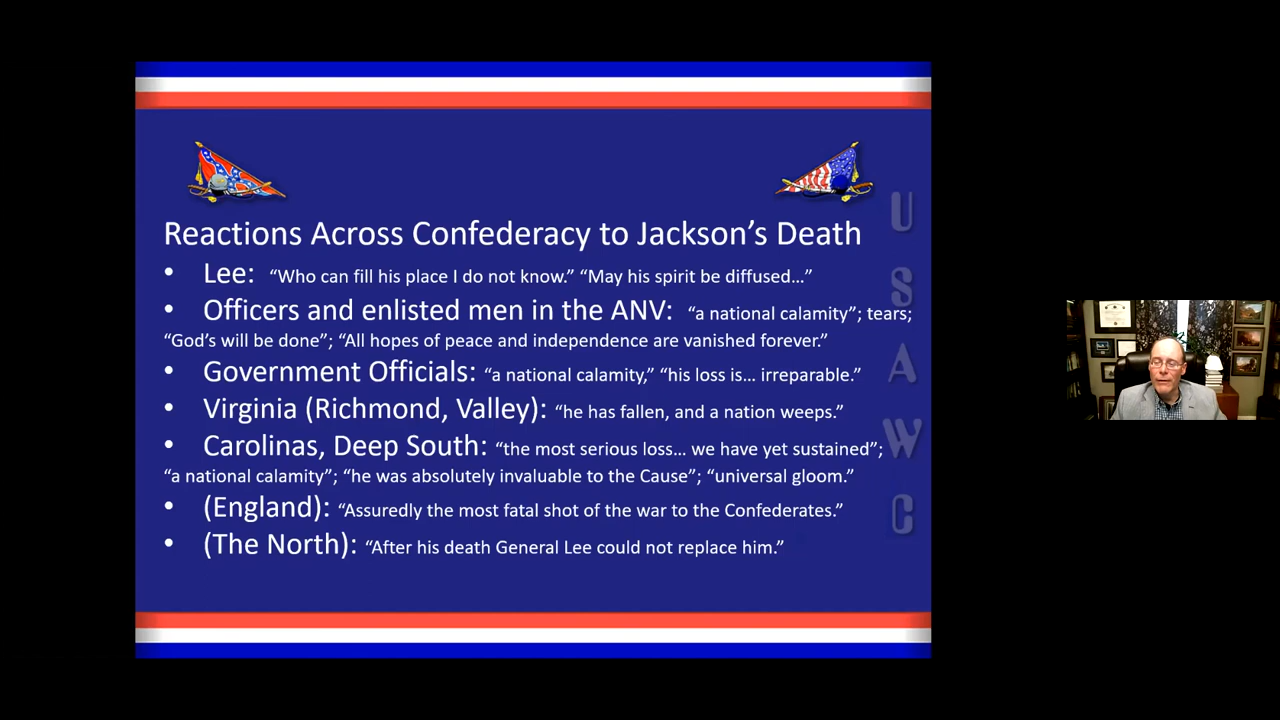 Reactions Across Confederacy to Jackson's Death
• Lee: “Who can fill his place I do not know.” “May his spirit be diffused...”
• Officers and enlisted men in the ANV: “a national calamity”; tears;
“God's will be done”; “All hopes of peace and independence are vanished forever.”
• Government Officials: “a national calamity,” “his loss is... irreparable.”
• Virginia (Richmond, Valley): “he has fallen, and a nation weeps.”
• Carolinas, Deep South: “the most serious loss... we have yet sustained”;
“a national calamity”; “he was absolutely invaluable to the Cause”; “universal gloom.”
• (England): “Assuredly the most fatal shot of the war to the Confederates.”
• (The North): “After his death General Lee could not replace him.”
U
S
A
W
C